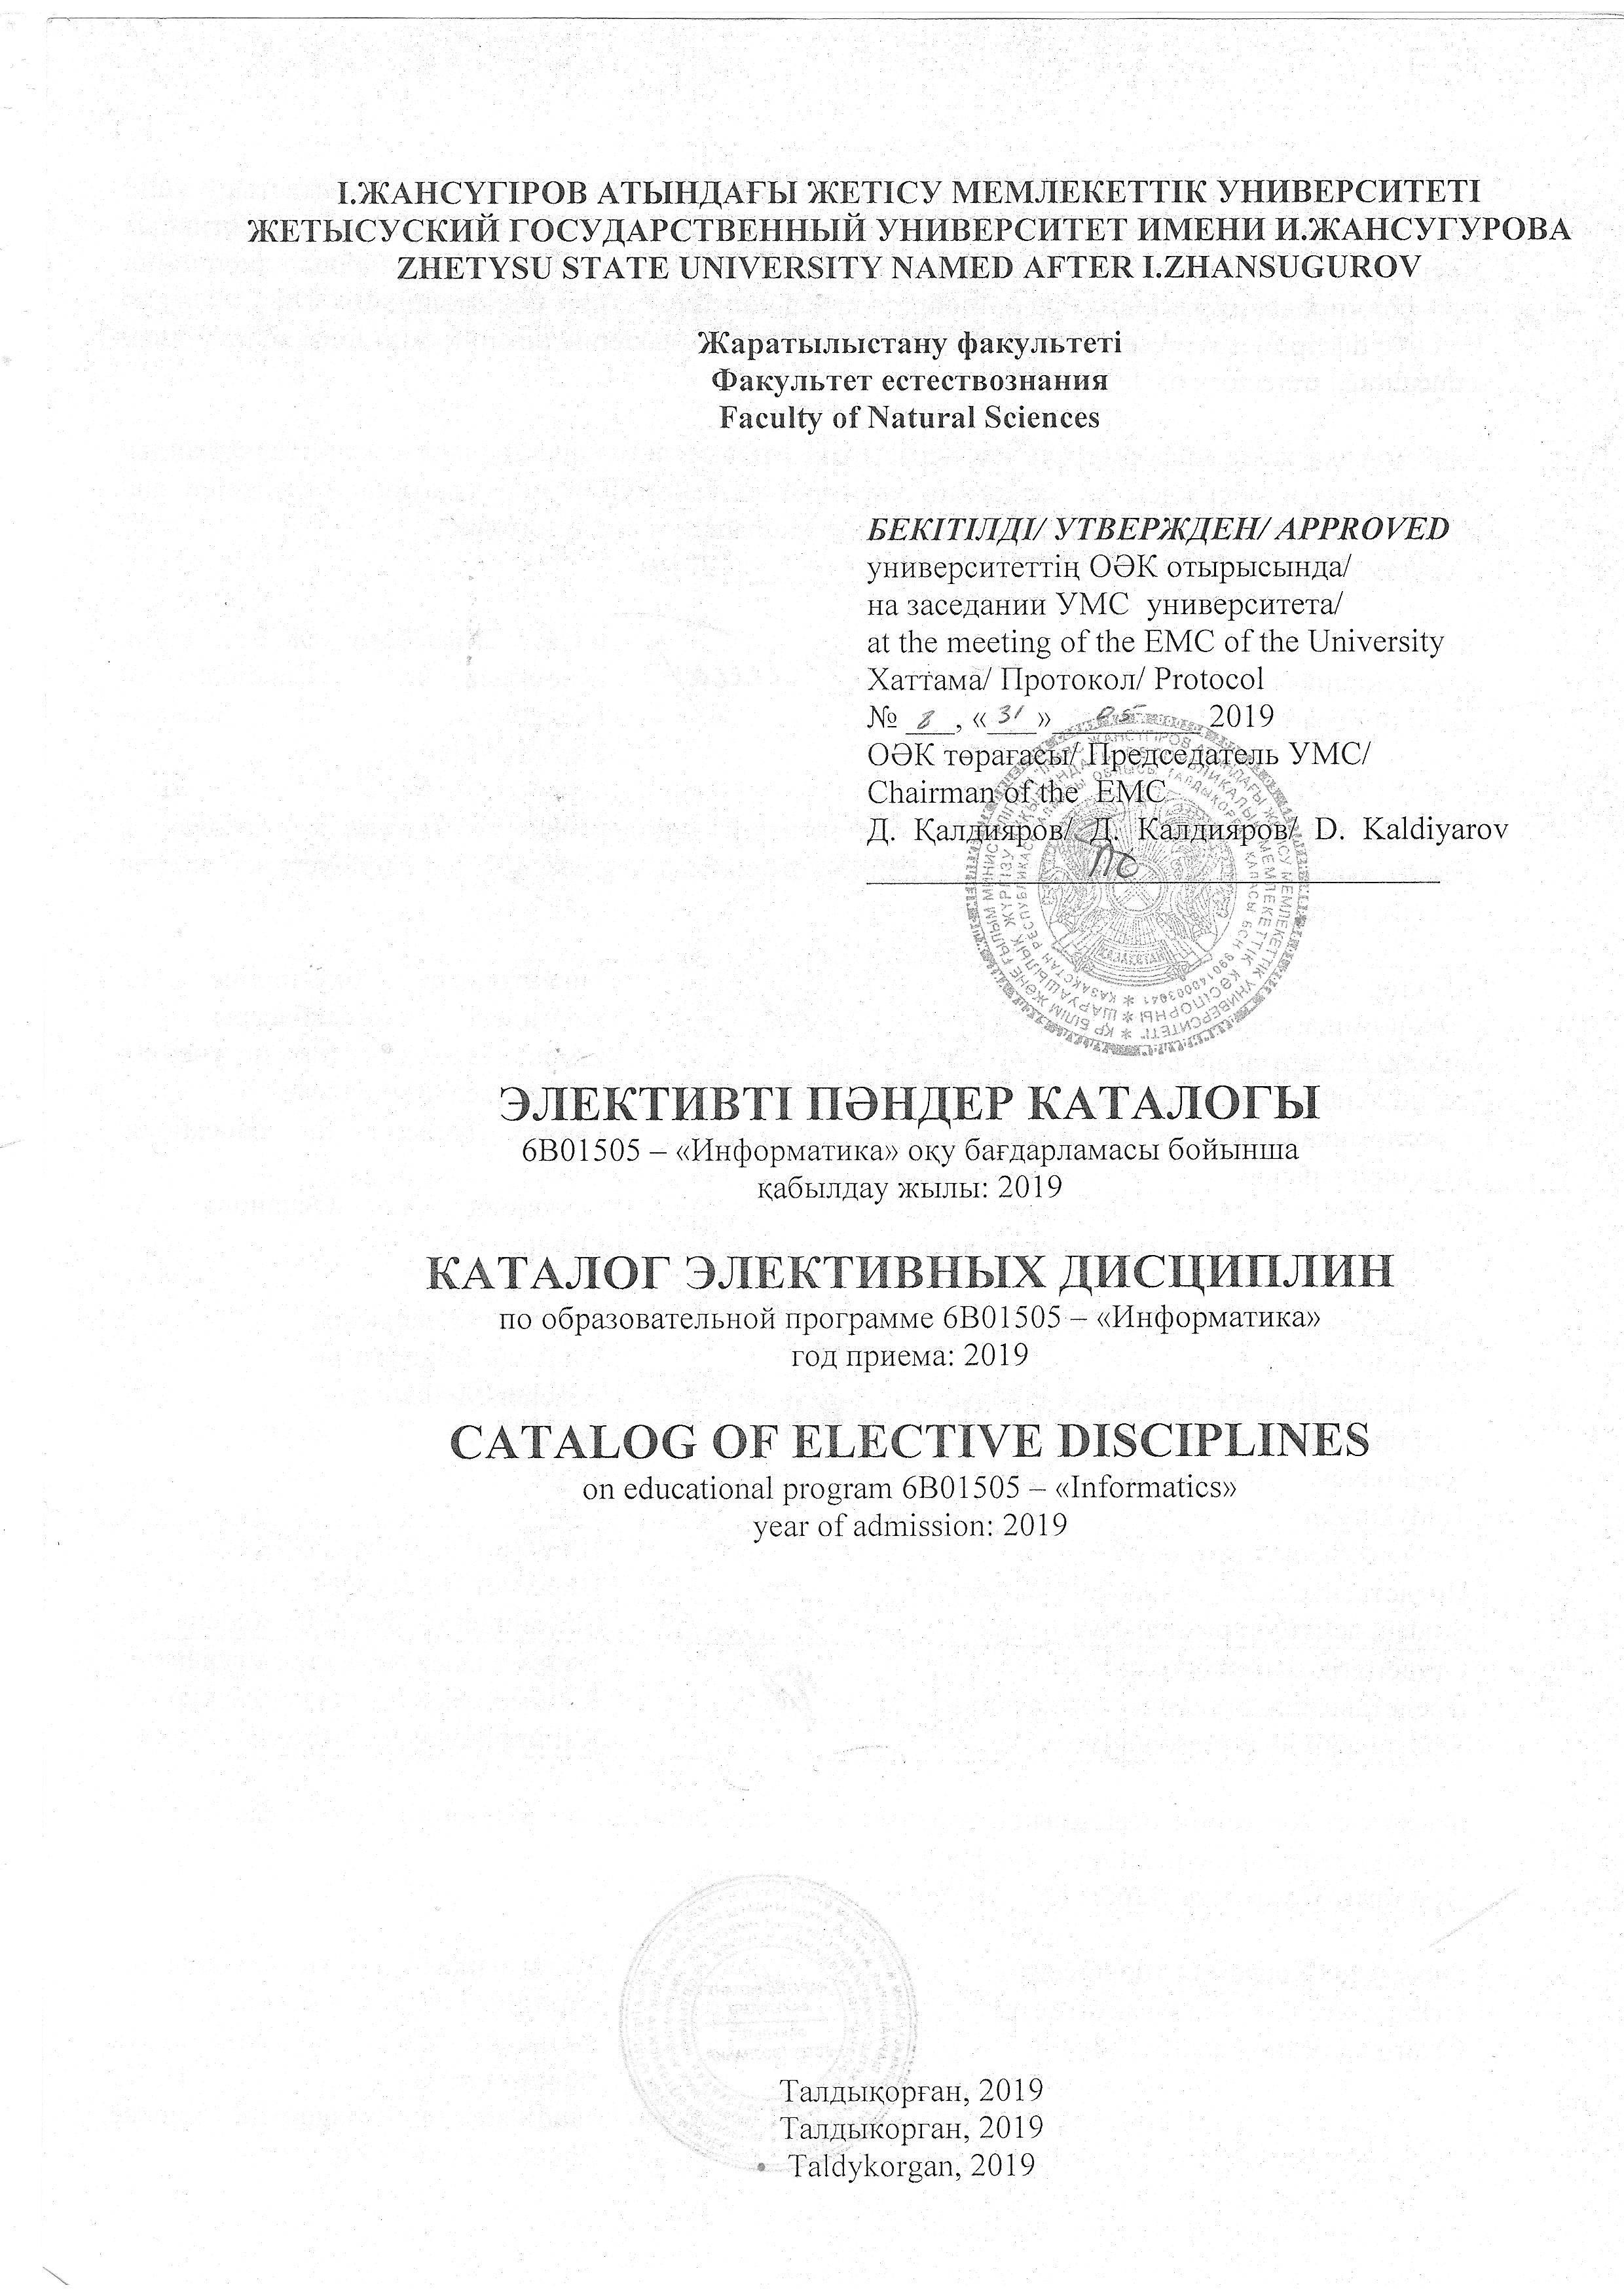 І.ЖАНСҮГІРОВ АТЫНДАҒЫ ЖЕТІСУ МЕМЛЕКЕТТІК УНИВЕРСИТЕТІ
ЖЕТЫСУСКИЙ ГОСУДАРСТВЕННЫЙ УНИВЕРСИТЕТ ИМЕНИ И.ЖАНСУГУРОВА
ZHETYSU STATE UNIVERSITY NAMED AFTER I.ZHANSUGUROV
Жаратылыстану факультеті
Факультет естествознания
Faculty of Natural Sciences
БЕКІТІЛДІ/ УТВЕРЖДЕН/ APPROVED
университеттің ОӘК отырысында/
на заседании УМС университета/
at the meeting of the EMC of the University
Хаттама/ Протокол/ Protocol
№ 8 , « 31 » 05 2019
ОӘК төрағасы/ Председатель УМС/
Chairman of the EMC
Д. Қалдияров/ Д. Калдияров/ D. Kaldiyarov
ҚАЗАҚСТАН
ЭЛЕКТИВТІ ПӘНДЕР КАТАЛОГЫ
6В01505 – «Информатика» оқу бағдарламасы бойынша
қабылдау жылы: 2019
КАТАЛОГ ЭЛЕКТИВНЫХ ДИСЦИПЛИН
по образовательной программе 6В01505 – «Информатика»
год приема: 2019
CATALOG OF ELECTIVE DISCIPLINES
on educational program 6B01505 – «Informatics»
year of admission: 2019
Талдықорған, 2019
Талдыкорган, 2019
Taldykorgan, 2019